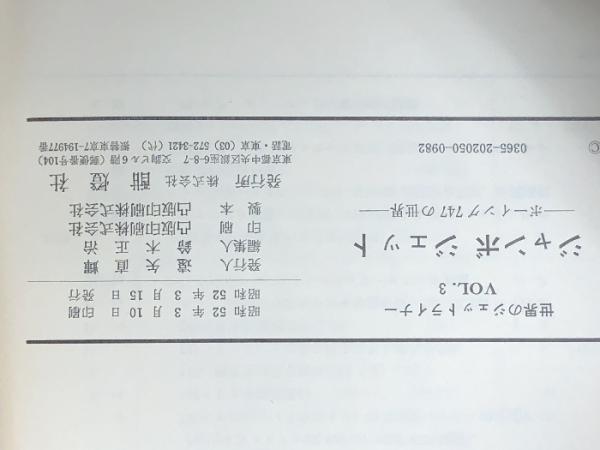 世界のジェットライナー
VOL. 3
ジャンボ ジェット
——ボーイング747の世界——
昭和 52 年 3 月 10 日 印刷
昭和 52 年 3 月 15 日 発行
発行人 遠矢直輝
編集人 鈴木正治
印刷 凸版印刷株式会社
製本 凸版印刷株式会社
発行所 株式会社 酣燈社
東京都中央区銀座6-8-7 交詢ビル6階 (郵便番号104)
電話・東京 (03) 572-3421 (代) 振替東京7-194977番
© 0365-202050-0982